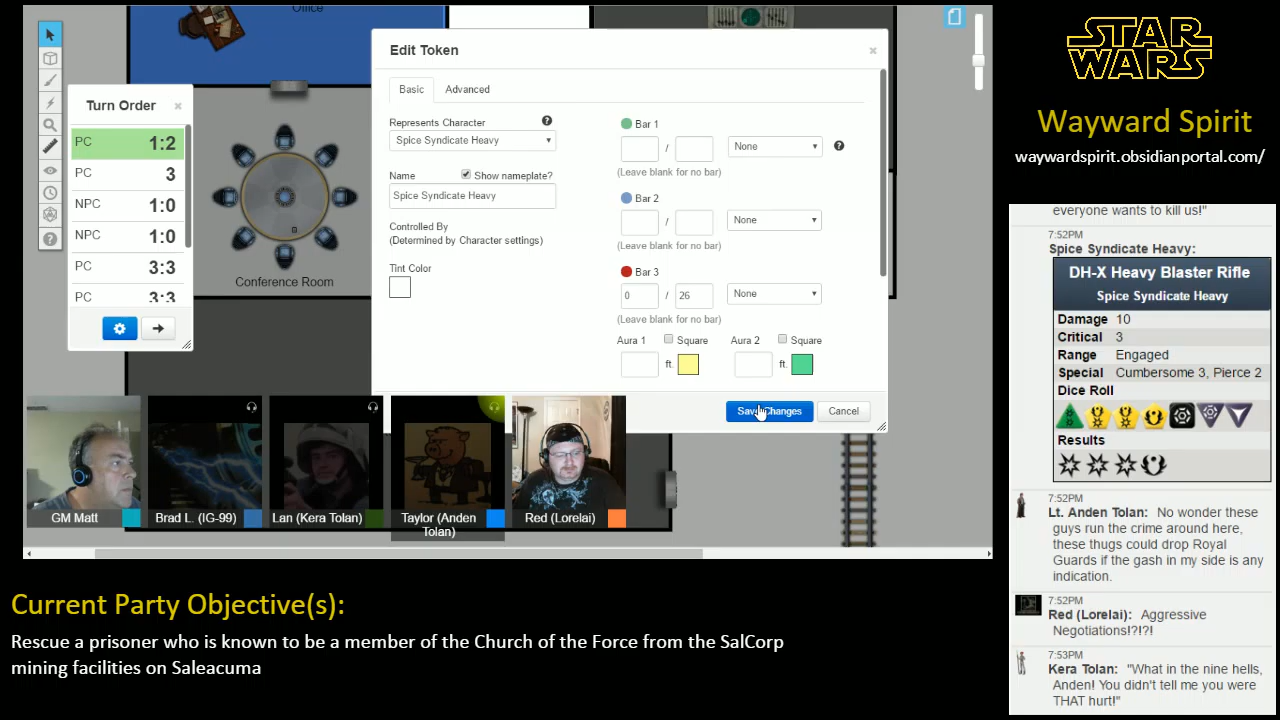 Office
Edit Token
×
Basic
Advanced
Represents Character
Spice Syndicate Heavy
Name
Show nameplate?
Spice Syndicate Heavy
Controlled By
(Determined by Character settings)
Tint Color
Bar 1
/
None
(Leave blank for no bar)
Bar 2
/
None
(Leave blank for no bar)
Bar 3
0 / 26
None
(Leave blank for no bar)
Aura 1
Square
Aura 2
Square
ft.
ft.
Cancel
Turn Order
×
PC 1:2
PC 3
NPC 1:0
NPC 1:0
PC 3:3
PC 3:3
Conference Room
GM Matt
Brad L. (IG-99)
Lan (Kera Tolan)
Taylor (Anden
Tolan)
Red (Lorelai)
Current Party Objective(s):
Rescue a prisoner who is known to be a member of the Church of the Force from the SalCorp
mining facilities on Saleacuma
STAR
WARS
Wayward Spirit
waywardspirit.obsidianportal.com/
everyone wants to kill us!"
7:52PM
Spice Syndicate Heavy:
DH-X Heavy Blaster Rifle
Spice Syndicate Heavy
Damage 10
Critical 3
Range Engaged
Special Cumbersome 3, Pierce 2
Dice Roll
Results
7:52PM
Lt. Anden Tolan: No wonder
these guys run the crime around here,
these thugs could drop Royal
Guards if the gash in my side is any
indication.
7:52PM
Red (Lorelai): Aggressive
Negotiations!?!?!
7:53PM
Kera Tolan: "What in the nine hells,
Anden! You didn't tell me you were
THAT hurt!"